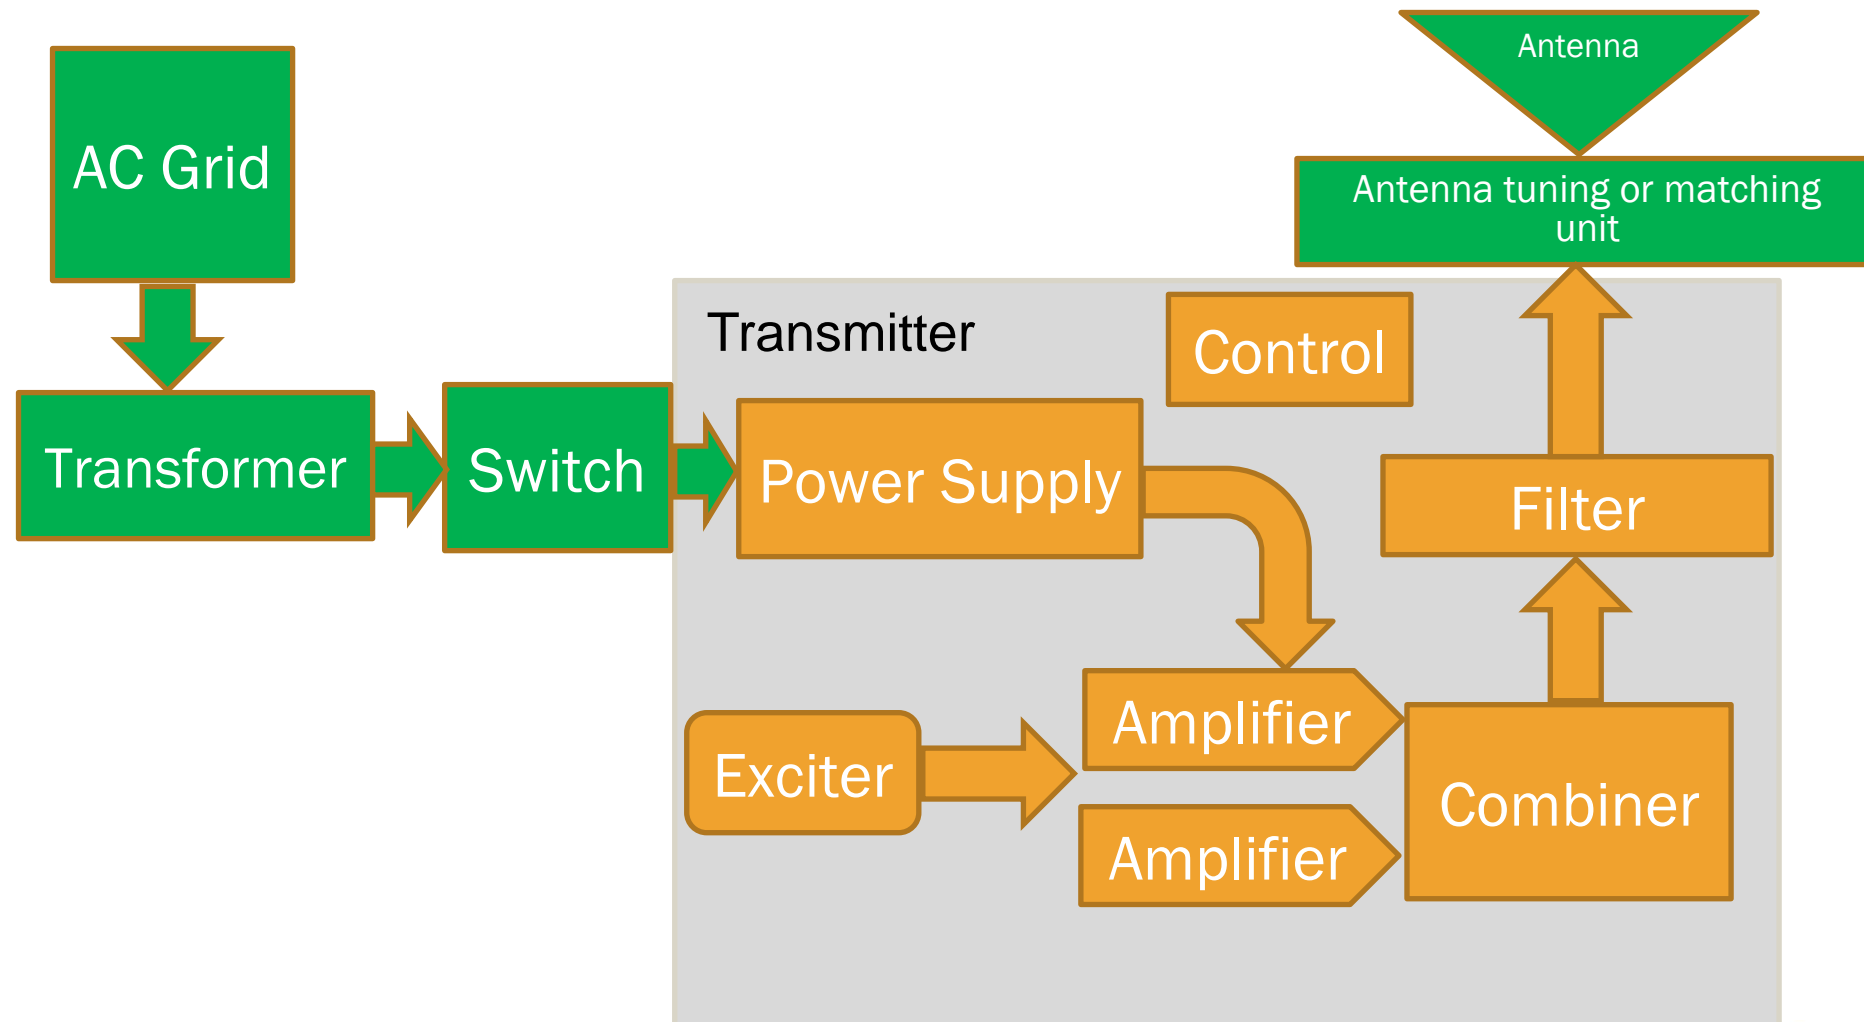 Antenna
AC Grid
Antenna tuning or matching
unit
Transmitter
Control
Transformer
Switch
Power Supply
Filter
Amplifier
Exciter
Combiner
Amplifier